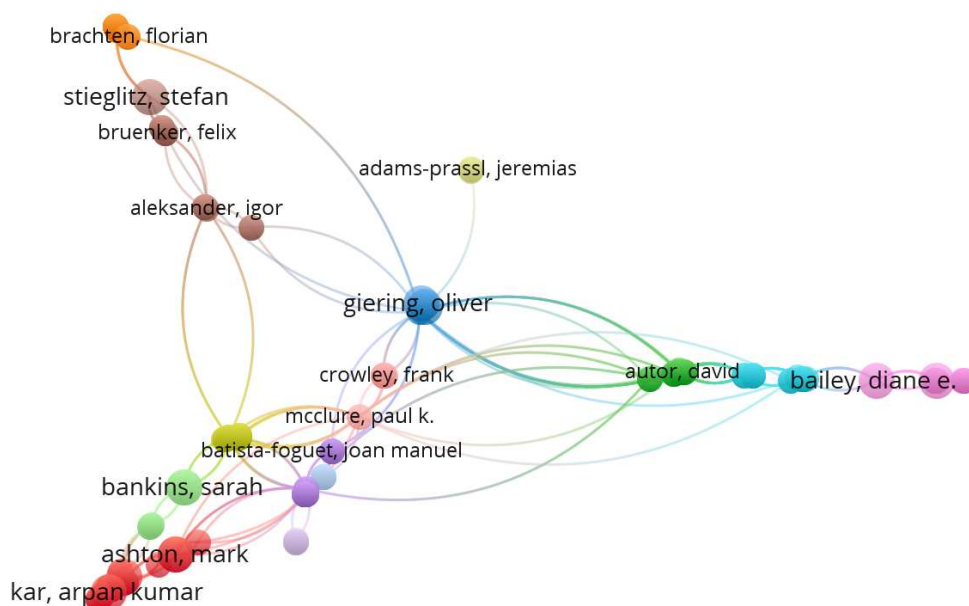 brachten, florian
stieglitz, stefan
bruenker, felix
adams-prassl, jeremias
aleksander, igor
giering, oliver
crowley, frank
autor, david
bailey, diane e.
mcclure, paul k.
batista-foguet, joan manuel
bankins, sarah
ashton, mark
kar, arpan kumar